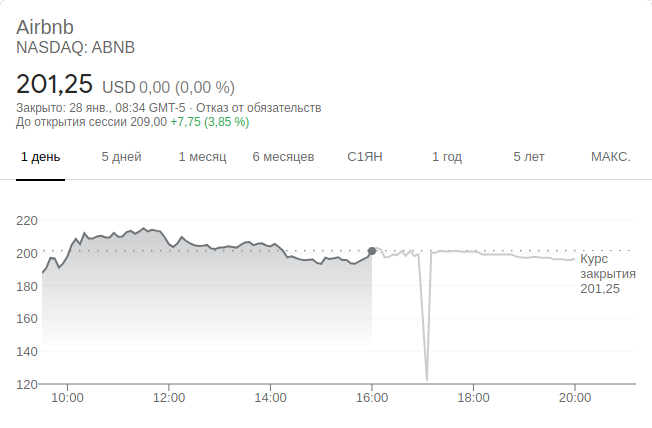 Airbnb
NASDAQ: ABNB
201,25 USD 0,00 (0,00 %)
Закрыто: 28 янв., 08:34 GMT-5 · Отказ от обязательств
До открытия сессии 209,00 +7,75 (3,85 %)
1 день 5 дней 1 месяц 6 месяцев С1ЯН 1 год 5 лет МАКС.
220
200
180
160
140
120
Курс
закрытия
201,25
10:00 12:00 14:00 16:00 18:00 20:00